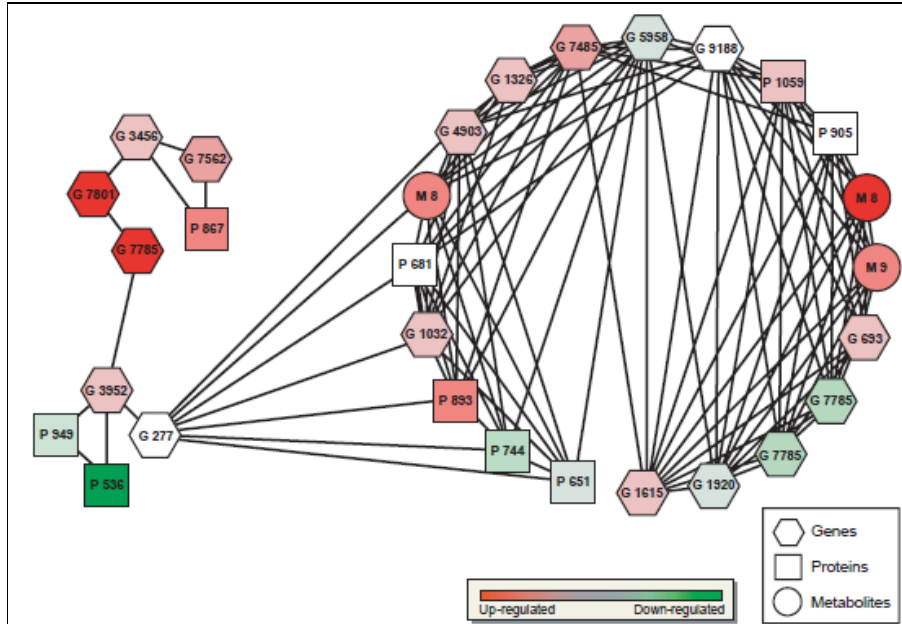 G 5958
G 7485
G 9188
G 1326
P 1059
G 4903
P 905
G 3456
G 7562
G 7801
M 8
M 8
P 867
G 7785
P 681
M 9
G 1032
G 693
G 3952
P 893
G 7785
P 949
G 277
P 744
G 7785
P 536
P 651
G 1615
G 1920
Genes
Proteins
Metabolites
Up-regulated
Down-regulated